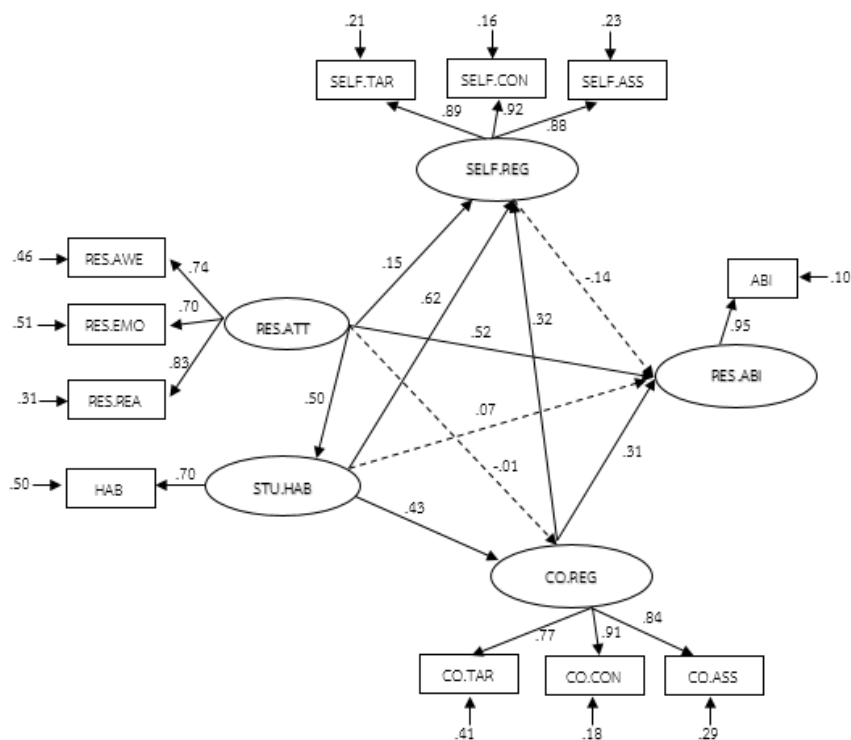 .21
.16
.23
SELF.TAR
SELF.CON
SELF.ASS
.89
.92
.88
SELF.REG
.46
RES.AWE
.74
.15
.62
-.14
ABI
.10
.51
RES.EMO
.70
RES.ATT
.52
.32
.95
.83
RES.ABI
.31
RES.REA
.50
.07
-.01
.31
.50
HAB
.70
STU.HAB
.43
CO.REG
.77
.91
.84
CO.TAR
CO.CON
CO.ASS
.41
.18
.29